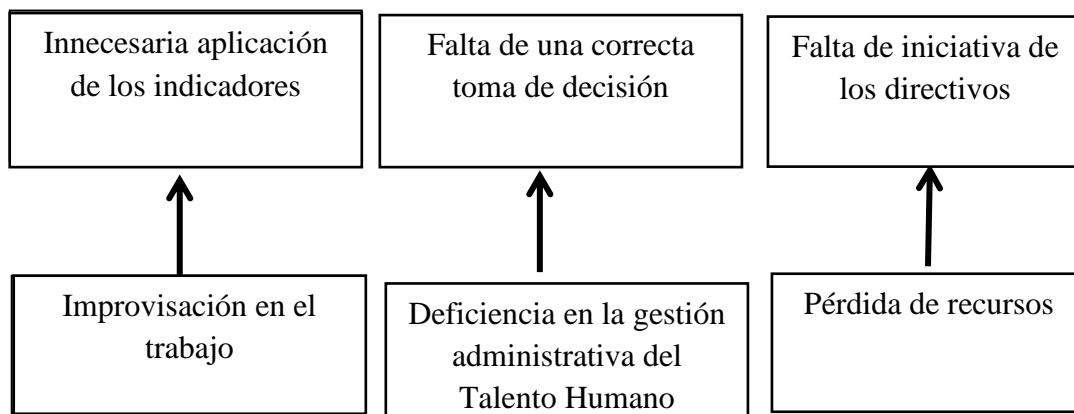 Innecesaria aplicación
de los indicadores
Falta de una correcta
toma de decisión
Falta de iniciativa de
los directivos
Improvisación en el
trabajo
Deficiencia en la gestión
administrativa del
Talento Humano
Pérdida de recursos